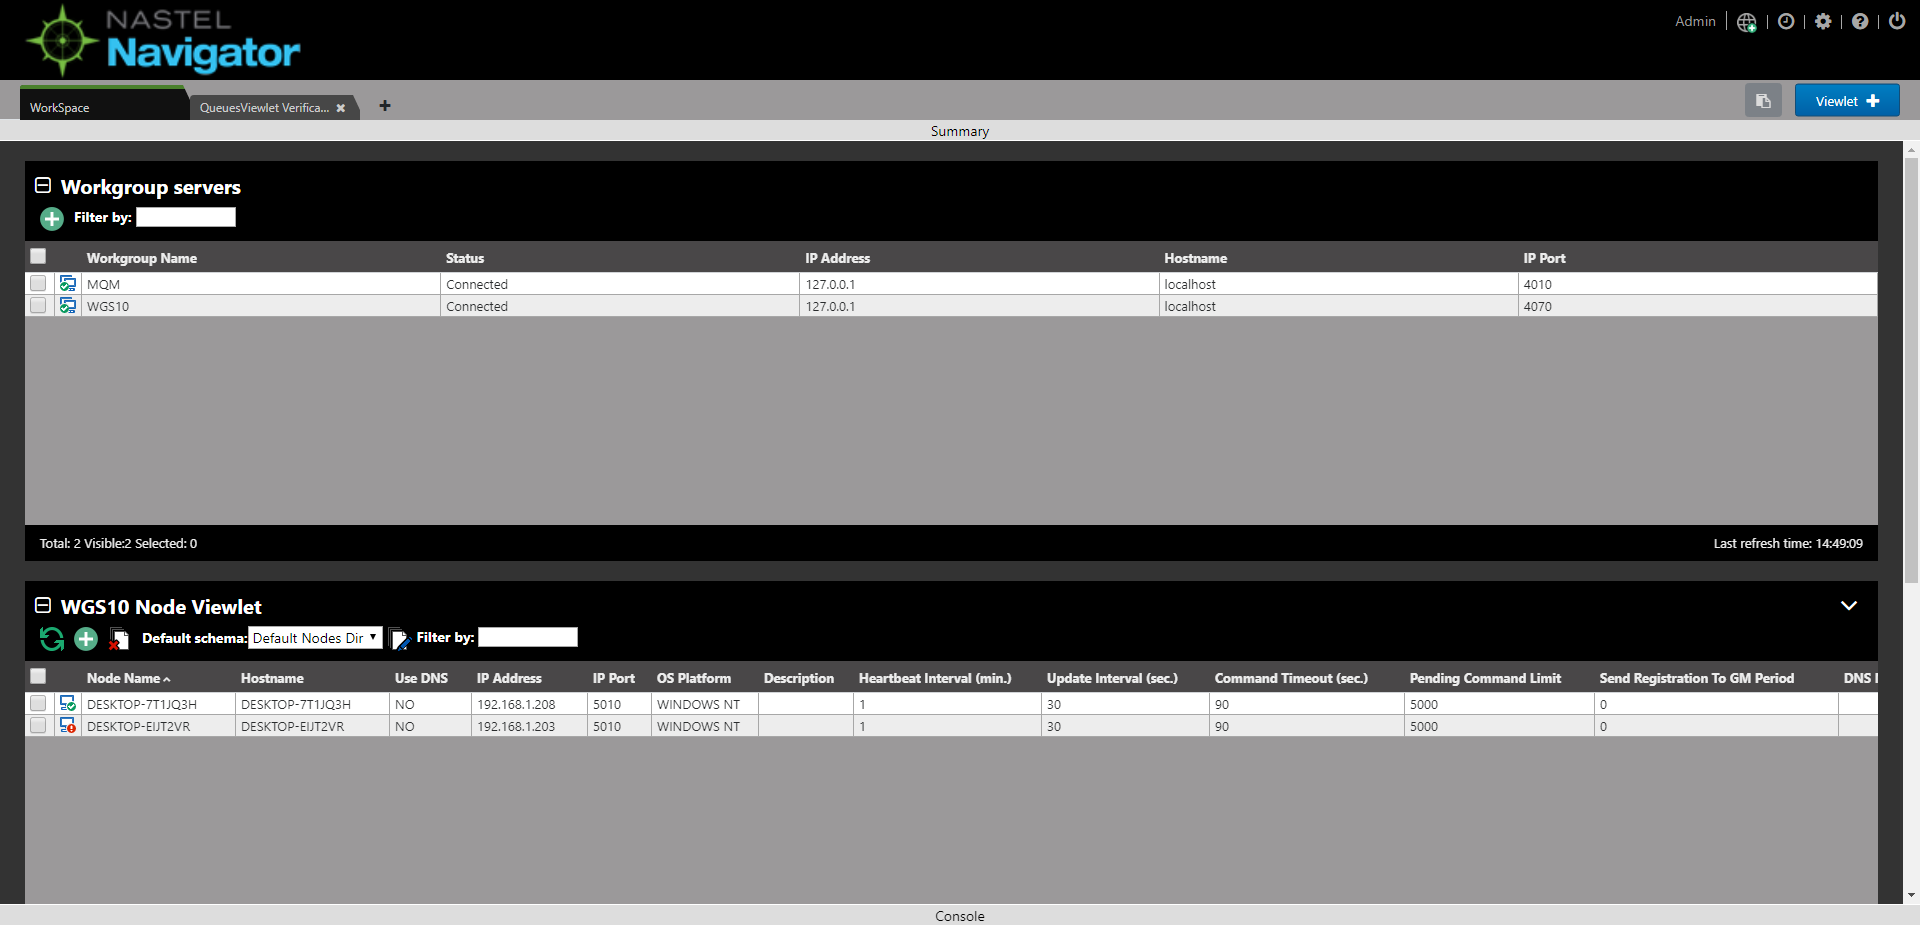 NASTEL
Navigator
Admin
WorkSpace
QueuesViewlet Verifica...
Viewlet
Summary
Workgroup servers
Filter by:
Workgroup Name Status IP Address Hostname IP Port
MQM Connected 127.0.0.1 localhost 4010
WGS10 Connected 127.0.0.1 localhost 4070
Total: 2 Visible:2 Selected: 0 Last refresh time: 14:49:09
WGS10 Node Viewlet
Default schema: Default Nodes Dir Filter by:
Node Name Hostname Use DNS IP Address IP Port OS Platform Description Heartbeat Interval (min.) Update Interval (sec.) Command Timeout (sec.) Pending Command Limit Send Registration To GM Period DNS
DESKTOP-7T1JQ3H DESKTOP-7T1JQ3H NO 192.168.1.208 5010 WINDOWS NT 1 30 90 5000 0
DESKTOP-EIJT2VR DESKTOP-EIJT2VR NO 192.168.1.203 5010 WINDOWS NT 1 30 90 5000 0
Console